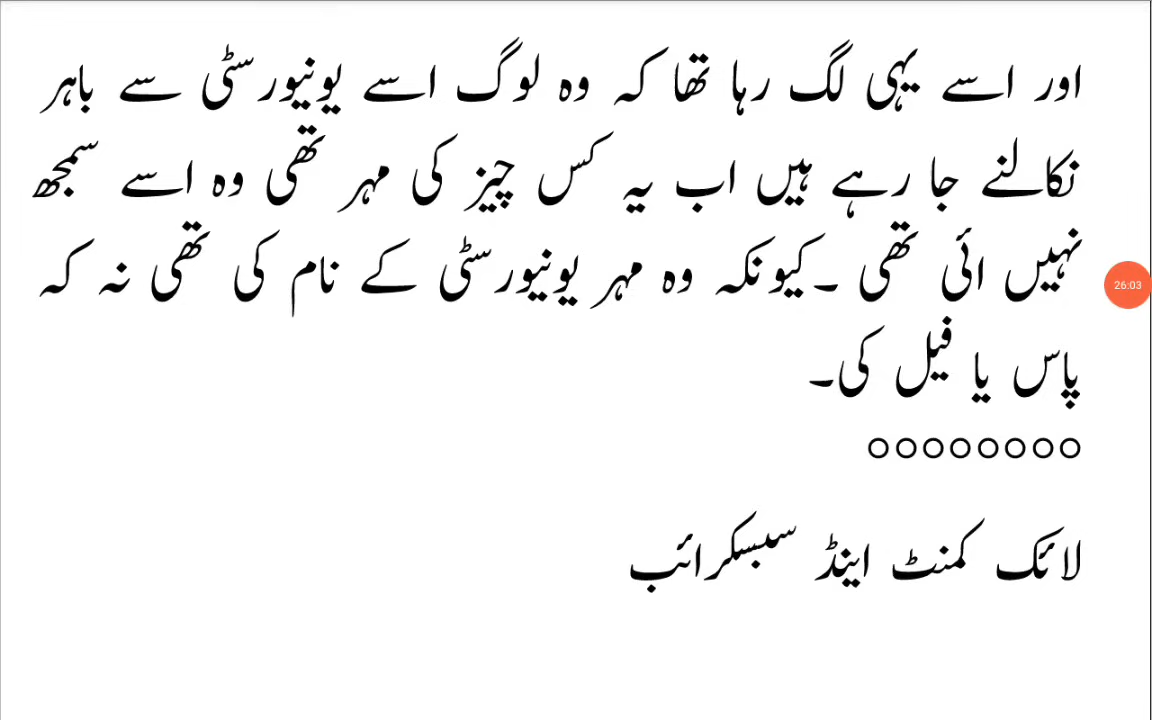 اور اسے یہی لگ رہا تھا کہ وہ لوگ اسے یونیورسٹی سے باہر
نکالنے جا رہے ہیں اب یہ کس چیز کی مہر تھی وہ اسے سمجھ
نہیں ائی تھی ۔کیونکہ وہ مہر یونیورسٹی کے نام کی تھی نہ کہ
پاس یا فیل کی۔
○○○○○○○○
لائک کمنٹ اینڈ سبسکرائب
26:03